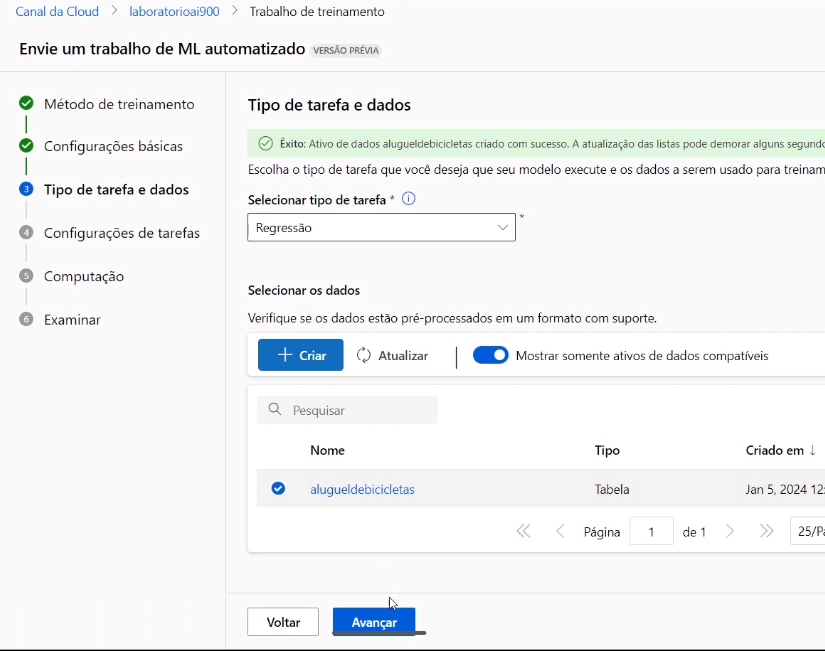 Canal da Cloud > laboratorioai900 > Trabalho de treinamento
Envie um trabalho de ML automatizado VERSÃO PRÉVIA
Método de treinamento
Configurações básicas
3 Tipo de tarefa e dados
4 Configurações de tarefas
5 Computação
6 Examinar
Tipo de tarefa e dados
Êxito: Ativo de dados alugueldebicicletas criado com sucesso. A atualização das listas pode demorar alguns segundo
Escolha o tipo de tarefa que você deseja que seu modelo execute e os dados a serem usado para treinam
Selecionar tipo de tarefa *
Regressão *
Selecionar os dados
Verifique se os dados estão pré-processados em um formato com suporte.
+ Criar Atualizar | Mostrar somente ativos de dados compatíveis
Pesquisar
Nome Tipo Criado em ↓
alugueldebicicletas Tabela Jan 5, 2024 12:
Página 1 de 1 25/Pá
Voltar Avançar